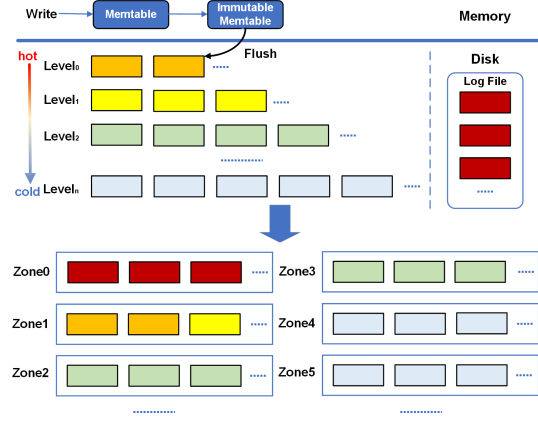 Write
Memtable
Immutable
Memtable
Memory
Flush
hot
Level0
Disk
Log File
Level1
Level2
cold
Leveln
Zone0
Zone3
Zone1
Zone4
Zone2
Zone5